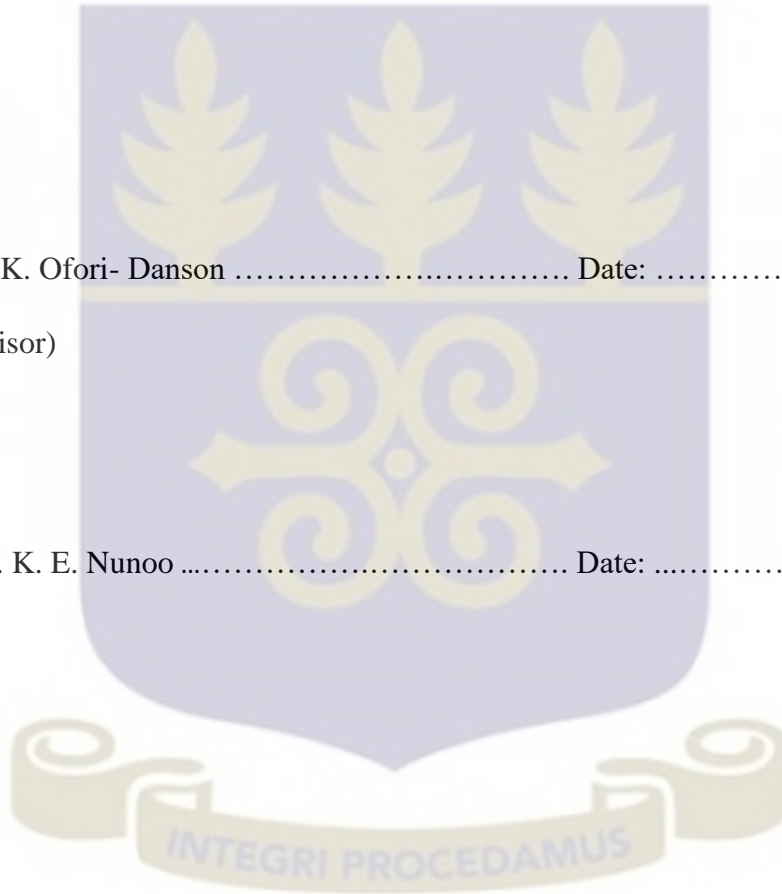 K. Ofori- Danson ………………..…………. Date: …………
isor)
. K. E. Nunoo ...…………….………………. Date: ...………
INTEGRI PROCEDAMUS